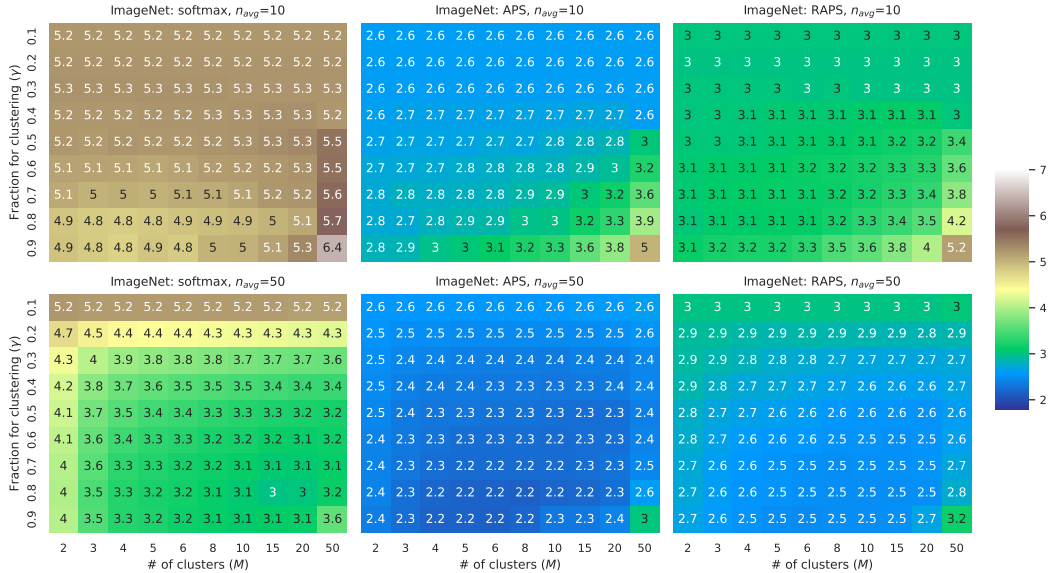 ImageNet: softmax, n_avg=10
ImageNet: APS, n_avg=10
ImageNet: RAPS, n_avg=10
Fraction for clustering (γ)
0.1 5.2 5.2 5.2 5.2 5.2 5.2 5.2 5.2 5.2 5.2 2.6 2.6 2.6 2.6 2.6 2.6 2.6 2.6 2.6 2.6 3 3 3 3 3 3 3 3 3 3
0.2 5.2 5.2 5.2 5.2 5.2 5.2 5.2 5.2 5.2 5.2 2.6 2.6 2.6 2.6 2.6 2.6 2.6 2.6 2.6 2.6 3 3 3 3 3 3 3 3 3 3
0.3 5.3 5.3 5.3 5.3 5.3 5.3 5.3 5.3 5.3 5.2 2.6 2.6 2.6 2.6 2.6 2.6 2.6 2.6 2.6 2.6 3 3 3 3 3 3 3 3 3 3
0.4 5.2 5.2 5.2 5.2 5.2 5.2 5.2 5.3 5.3 5.2 2.6 2.7 2.7 2.7 2.7 2.7 2.7 2.7 2.7 2.6 3 3 3.1 3.1 3.1 3.1 3.1 3.1 3.1 3
0.5 5.2 5.2 5.2 5.2 5.2 5.2 5.2 5.3 5.3 5.5 2.7 2.7 2.7 2.7 2.7 2.7 2.8 2.8 2.8 3 3 3 3.1 3.1 3.1 3.1 3.1 3.2 3.2 3.4
0.6 5.1 5.1 5.1 5.1 5.1 5.2 5.2 5.2 5.3 5.5 2.7 2.7 2.7 2.8 2.8 2.8 2.8 2.9 3 3.2 3.1 3.1 3.1 3.1 3.1 3.1 3.2 3.3 3.3 3.6
0.7 5.1 5 5 5 5.1 5.1 5.1 5.2 5.2 5.6 2.7 2.8 2.8 2.8 2.8 2.9 2.9 3 3.2 3.6 3.1 3.1 3.1 3.1 3.1 3.2 3.2 3.3 3.4 3.8
0.8 4.9 4.8 4.8 4.8 4.9 4.9 4.9 5 5.1 5.7 2.8 2.7 2.8 2.9 2.9 3 3 3.2 3.3 3.9 3.1 3.1 3.1 3.1 3.1 3.2 3.3 3.4 3.5 4.2
0.9 4.9 4.8 4.9 4.8 4.8 5 5 5.1 5.3 6.4 2.8 2.9 3 3 3.1 3.2 3.3 3.6 3.8 5 3.1 3.2 3.2 3.2 3.3 3.3 3.5 3.6 3.8 4 5.2
ImageNet: softmax, n_avg=50
ImageNet: APS, n_avg=50
ImageNet: RAPS, n_avg=50
Fraction for clustering (γ)
0.1 5.2 5.2 5.2 5.2 5.2 5.2 5.2 5.2 5.2 5.2 2.6 2.6 2.6 2.6 2.6 2.6 2.6 2.6 2.6 2.6 3 3 3 3 3 3 3 3 3 3
0.2 4.7 4.5 4.4 4.4 4.4 4.3 4.3 4.3 4.3 4.3 2.6 2.5 2.5 2.5 2.5 2.5 2.5 2.5 2.5 2.5 2.9 2.9 2.9 2.9 2.9 2.9 2.9 2.9 2.8 2.9
0.3 4.3 4 3.9 3.8 3.8 3.8 3.7 3.7 3.7 3.6 2.5 2.4 2.4 2.4 2.4 2.4 2.4 2.4 2.4 2.4 2.9 2.9 2.8 2.8 2.8 2.7 2.7 2.7 2.7 2.7
0.4 4.2 3.8 3.7 3.6 3.5 3.5 3.5 3.4 3.4 3.4 2.5 2.4 2.4 2.4 2.3 2.3 2.3 2.3 2.4 2.4 2.9 2.8 2.7 2.7 2.7 2.7 2.6 2.6 2.6 2.7
0.5 4.1 3.7 3.5 3.4 3.4 3.3 3.3 3.3 3.2 3.2 2.5 2.4 2.3 2.3 2.3 2.3 2.3 2.3 2.3 2.4 2.8 2.7 2.7 2.6 2.6 2.6 2.6 2.6 2.6 2.6
0.6 4.1 3.6 3.4 3.3 3.3 3.2 3.2 3.2 3.1 3.2 2.4 2.3 2.3 2.3 2.3 2.3 2.2 2.3 2.3 2.4 2.8 2.7 2.6 2.6 2.6 2.6 2.5 2.5 2.5 2.6
0.7 4 3.6 3.3 3.3 3.2 3.2 3.1 3.1 3.1 3.1 2.4 2.3 2.3 2.2 2.2 2.2 2.2 2.2 2.3 2.5 2.7 2.6 2.6 2.5 2.5 2.5 2.5 2.5 2.5 2.6
0.8 4 3.5 3.3 3.2 3.2 3.1 3.1 3 3 3.2 2.4 2.3 2.2 2.2 2.2 2.2 2.2 2.2 2.3 2.6 2.7 2.6 2.6 2.5 2.5 2.5 2.5 2.5 2.5 2.8
0.9 4 3.5 3.3 3.2 3.2 3.1 3.1 3.1 3.1 3.6 2.4 2.3 2.2 2.2 2.2 2.2 2.3 2.3 2.4 3 2.7 2.6 2.5 2.5 2.5 2.5 2.5 2.5 2.7 3.2
2 3 4 5 6 8 10 15 20 50 2 3 4 5 6 8 10 15 20 50 2 3 4 5 6 8 10 15 20 50
# of clusters (M)
# of clusters (M)
# of clusters (M)
7
6
5
4
3
2